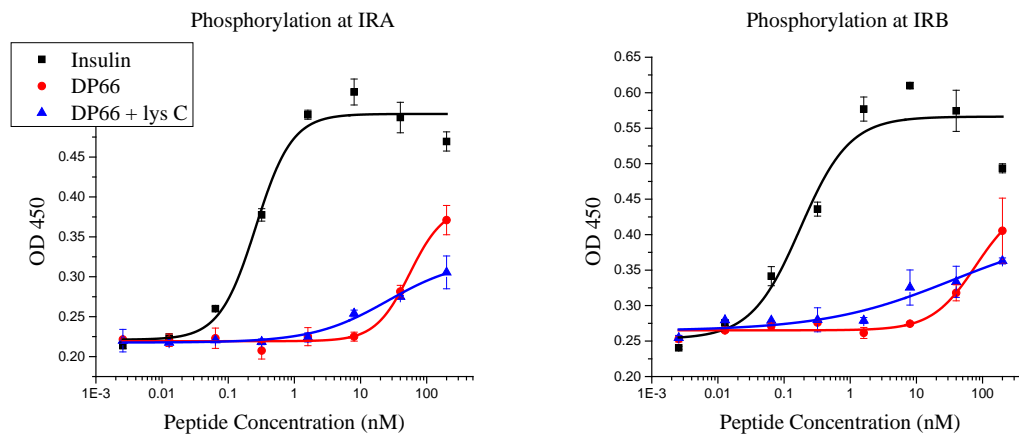 Phosphorylation at IRA
Insulin
DP66
DP66 + lys C
0.45
0.40
0.35
0.30
0.25
0.20
OD 450
1E-3 0.01 0.1 1 10 100
Peptide Concentration (nM)
Phosphorylation at IRB
0.65
0.60
0.55
0.50
0.45
0.40
0.35
0.30
0.25
0.20
OD 450
1E-3 0.01 0.1 1 10 100
Peptide Concentration (nM)